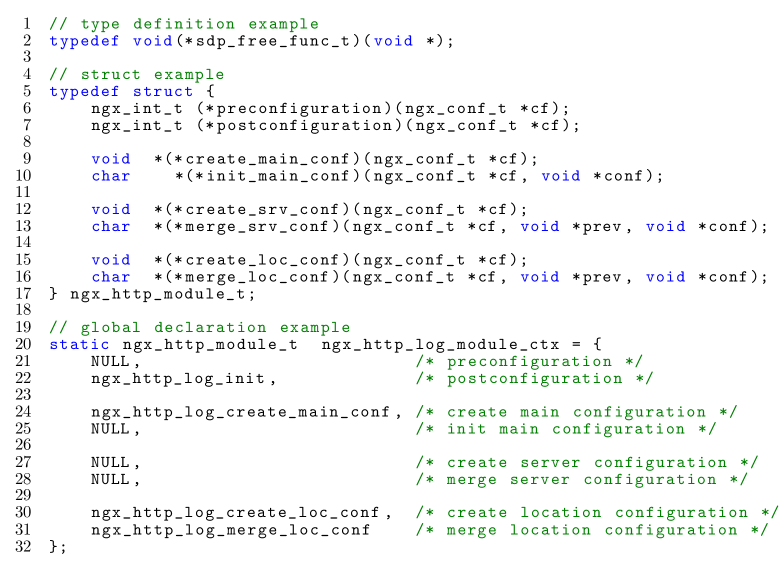 1 // type definition example
2 typedef void(*sdp_free_func_t)(void *);
3
4 // struct example
5 typedef struct {
6     ngx_int_t (*preconfiguration)(ngx_conf_t *cf);
7     ngx_int_t (*postconfiguration)(ngx_conf_t *cf);
8
9     void  *(*create_main_conf)(ngx_conf_t *cf);
10     char    *(*init_main_conf)(ngx_conf_t *cf, void *conf);
11
12     void  *(*create_srv_conf)(ngx_conf_t *cf);
13     char  *(*merge_srv_conf)(ngx_conf_t *cf, void *prev, void *conf);
14
15     void  *(*create_loc_conf)(ngx_conf_t *cf);
16     char  *(*merge_loc_conf)(ngx_conf_t *cf, void *prev, void *conf);
17 } ngx_http_module_t;
18
19 // global declaration example
20 static ngx_http_module_t  ngx_http_log_module_ctx = {
21     NULL,                          /* preconfiguration */
22     ngx_http_log_init,             /* postconfiguration */
23
24     ngx_http_log_create_main_conf, /* create main configuration */
25     NULL,                          /* init main configuration */
26
27     NULL,                          /* create server configuration */
28     NULL,                          /* merge server configuration */
29
30     ngx_http_log_create_loc_conf,  /* create location configuration */
31     ngx_http_log_merge_loc_conf    /* merge location configuration */
32 };